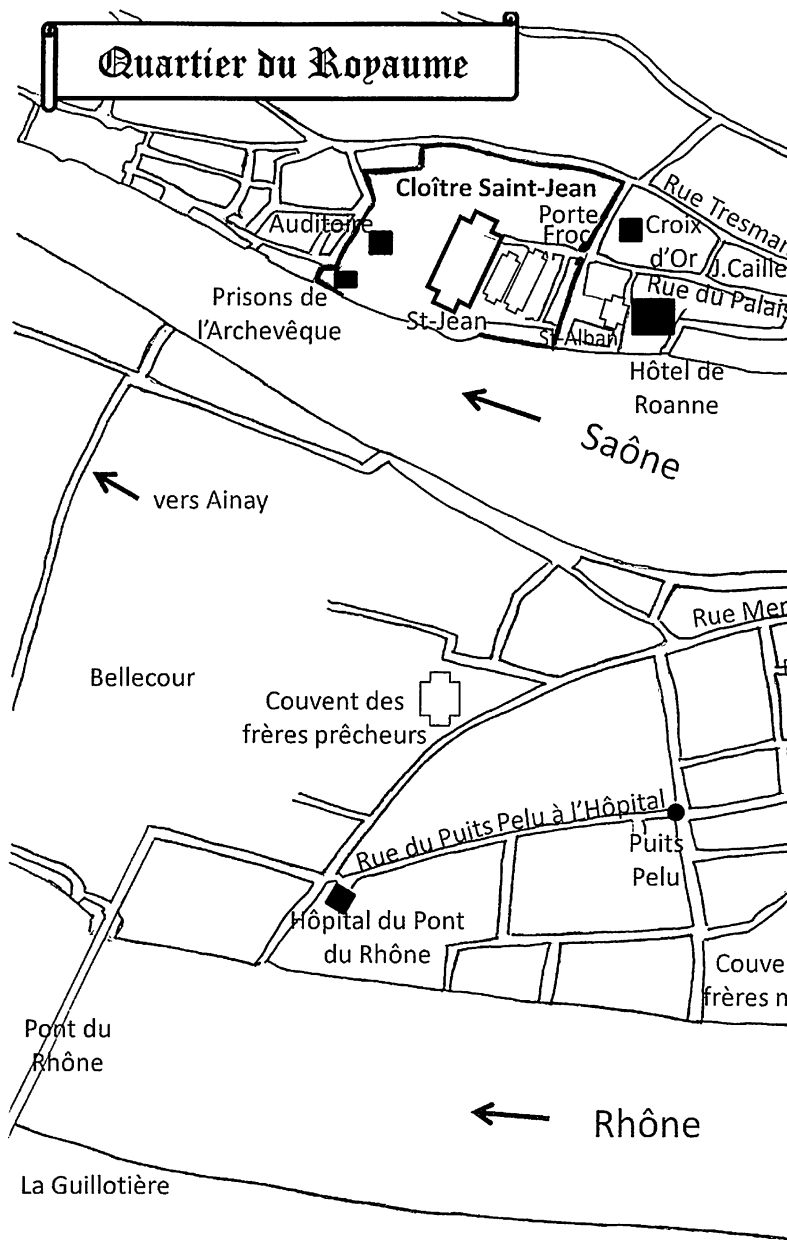 Quartier du Royaume
Cloître Saint-Jean
Rue Tresmar
Porte
Froc
Auditoire
Croix
d'Or
J.Caille
Rue du Palais
Prisons de
l'Archevêque
St-Jean
St-Alban
Hôtel de
Roanne
Saône
vers Ainay
Rue Mer
Bellecour
Couvent des
frères prêcheurs
Rue du Puits Pelu à l'Hôpital
Puits
Pelu
Hôpital du Pont
du Rhône
Couve
frères n
Pont du
Rhône
Rhône
La Guillotière